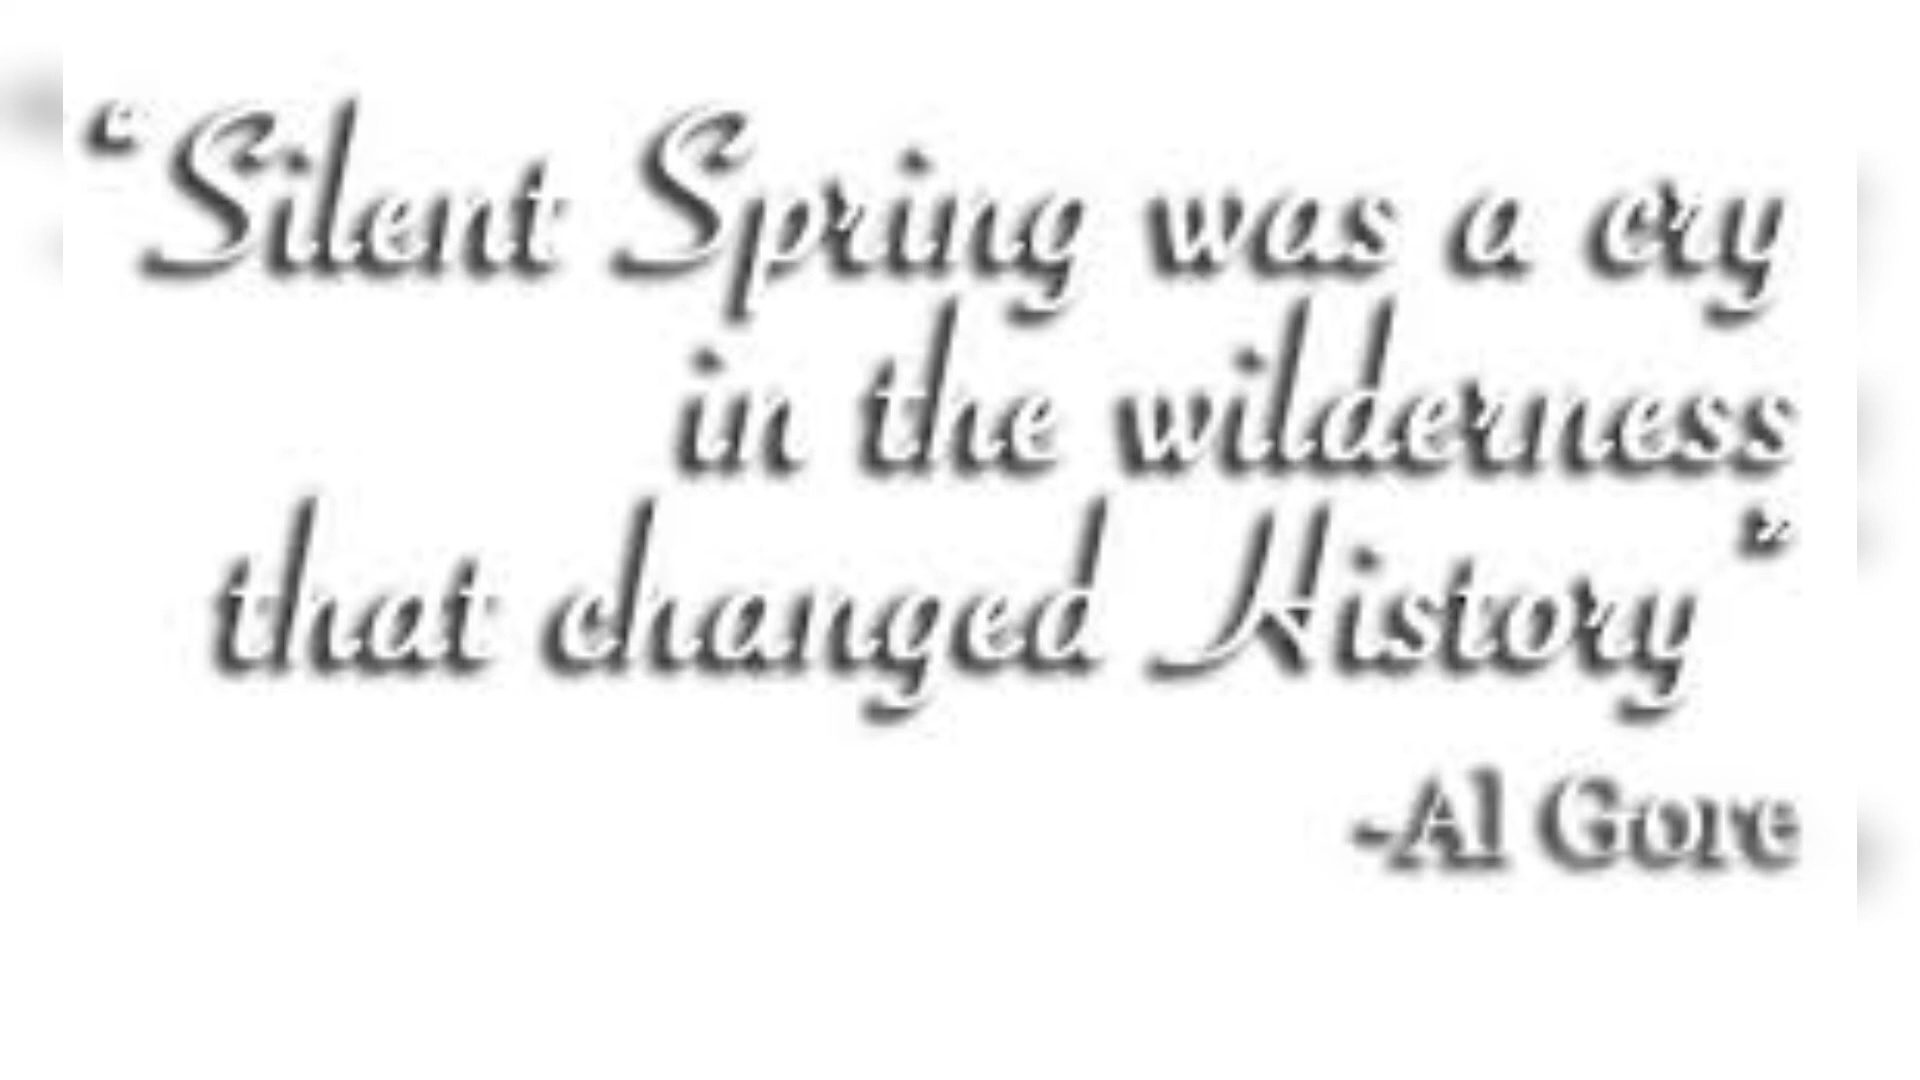 “Silent Spring was a cry
in the wilderness
that changed History”
-Al Gore